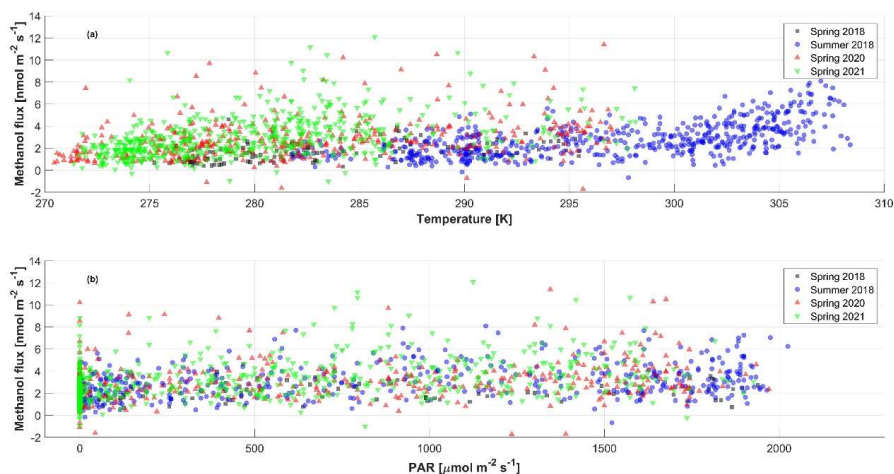 14
12
10
8
6
4
2
0
-2
Methanol flux [nmol m⁻² s⁻¹]
(a)
Spring 2018
Summer 2018
Spring 2020
Spring 2021
270 275 280 285 290 295 300 305 310
Temperature [K]
14
12
10
8
6
4
2
0
-2
Methanol flux [nmol m⁻² s⁻¹]
(b)
Spring 2018
Summer 2018
Spring 2020
Spring 2021
0 500 1000 1500 2000
PAR [μmol m⁻² s⁻¹]